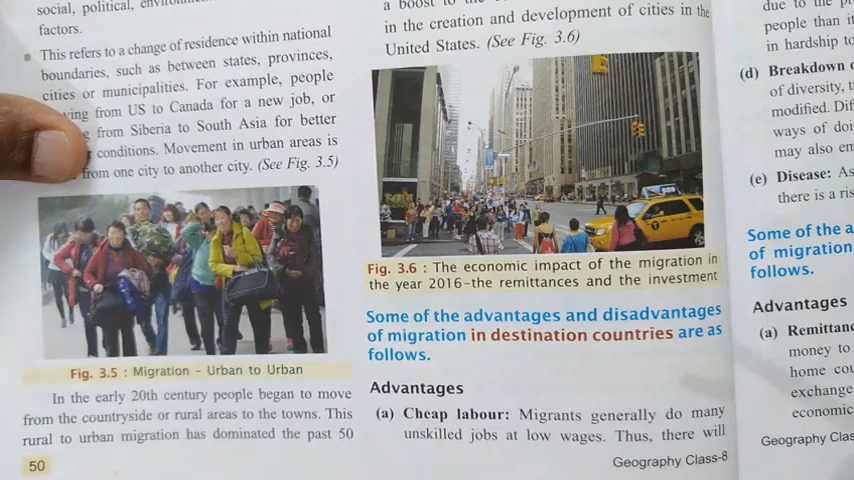 social, political,
factors.
This refers to a change of residence within national
boundaries, such as between states, provinces,
cities or municipalities. For example, people
from US to Canada for a new job, or
from Siberia to South Asia for better
conditions. Movement in urban areas is
from one city to another city. (See Fig. 3.5)
Fig. 3.5 : Migration - Urban to Urban
In the early 20th century people began to move
from the countryside or rural areas to the towns. This
rural to urban migration has dominated the past 50
50
a boost to the
in the creation and development of cities in the
United States. (See Fig. 3.6)
Fig. 3.6 : The economic impact of the migration in
the year 2016-the remittances and the investment
Some of the advantages and disadvantages
of migration in destination countries are as
follows.
Advantages
(a) Cheap labour: Migrants generally do many
unskilled jobs at low wages. Thus, there will
Geography Class-8
due to the
people than
in hardship to
(d) Breakdown
of diversity,
modified.
ways of
may also
(e) Disease: As
there is a
Some of the
of migration
follows.
Advantages
(a)
money to
home
exchange
economic
Geography